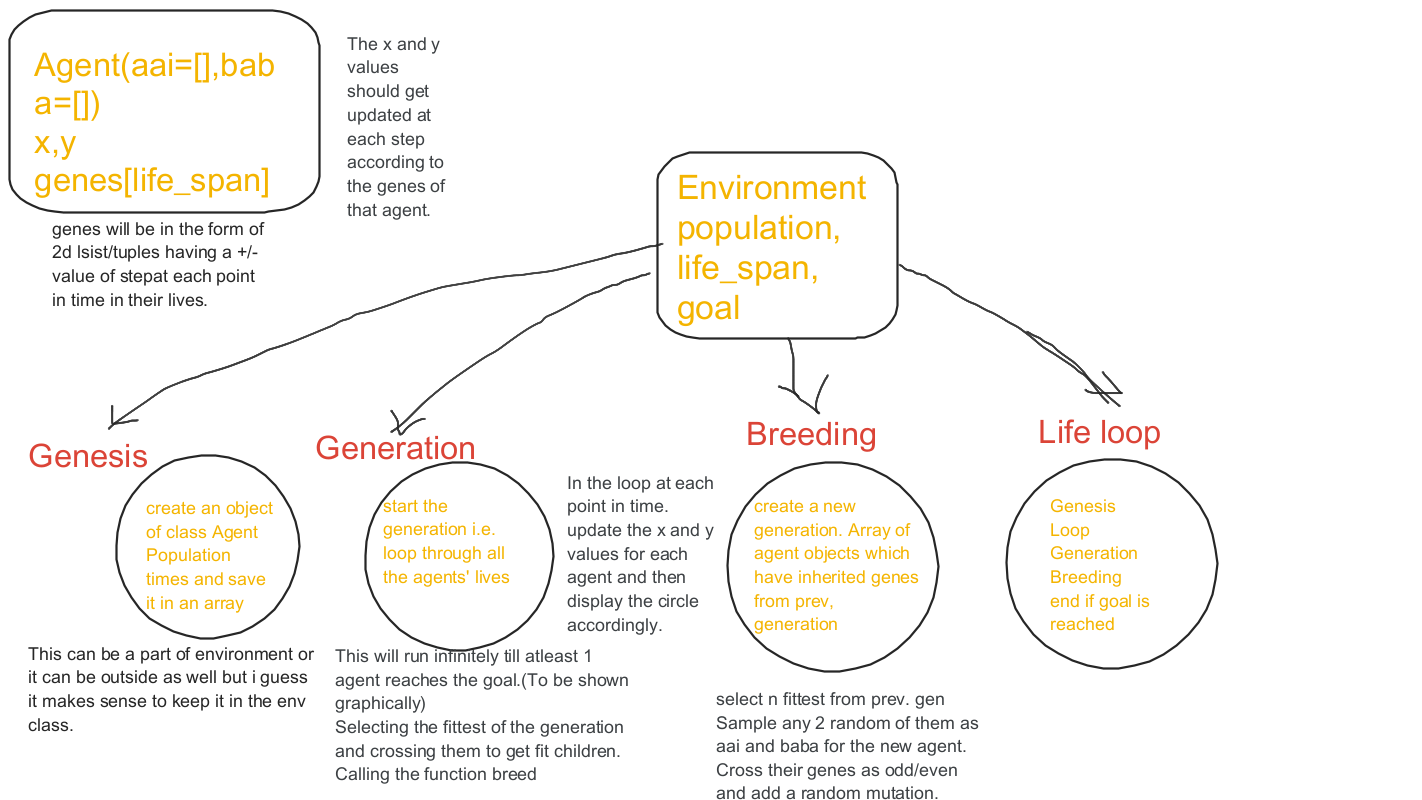 Agent(aai=[],bab
a=[])
x,y
genes[life_span]
genes will be in the form of
2d lsist/tuples having a +/-
value of stepat each point
in time in their lives.
The x and y
values
should get
updated at
each step
according to
the genes of
that agent.
Environment
population,
life_span,
goal
Genesis
create an object
of class Agent
Population
times and save
it in an array
This can be a part of environment or
it can be outside as well but i guess
it makes sense to keep it in the env
class.
Generation
start the
generation i.e.
loop through all
the agents' lives
In the loop at each
point in time.
update the x and y
values for each
agent and then
display the circle
accordingly.
This will run infinitely till atleast 1
agent reaches the goal.(To be shown
graphically)
Selecting the fittest of the generation
and crossing them to get fit children.
Calling the function breed
Breeding
create a new
generation. Array of
agent objects which
have inherited genes
from prev,
generation
select n fittest from prev. gen
Sample any 2 random of them as
aai and baba for the new agent.
Cross their genes as odd/even
and add a random mutation.
Life loop
Genesis
Loop
Generation
Breeding
end if goal is
reached